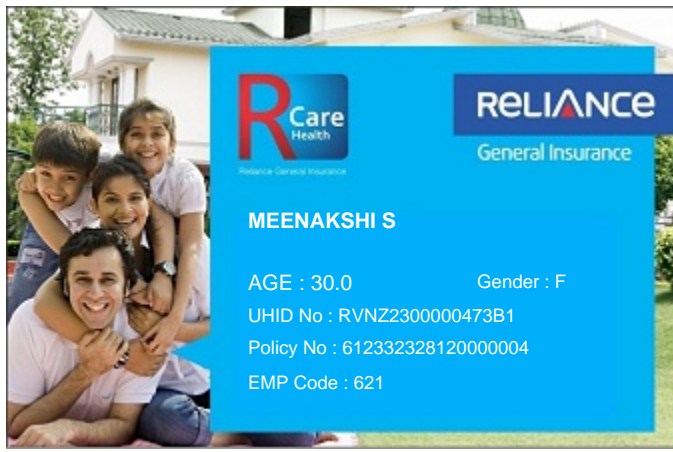 R Care
Health
Reliance General Insurance
RELIANCE
General Insurance
MEENAKSHI S
AGE : 30.0 Gender : F
UHID No : RVNZ2300000473B1
Policy No : 612332328120000004
EMP Code : 621